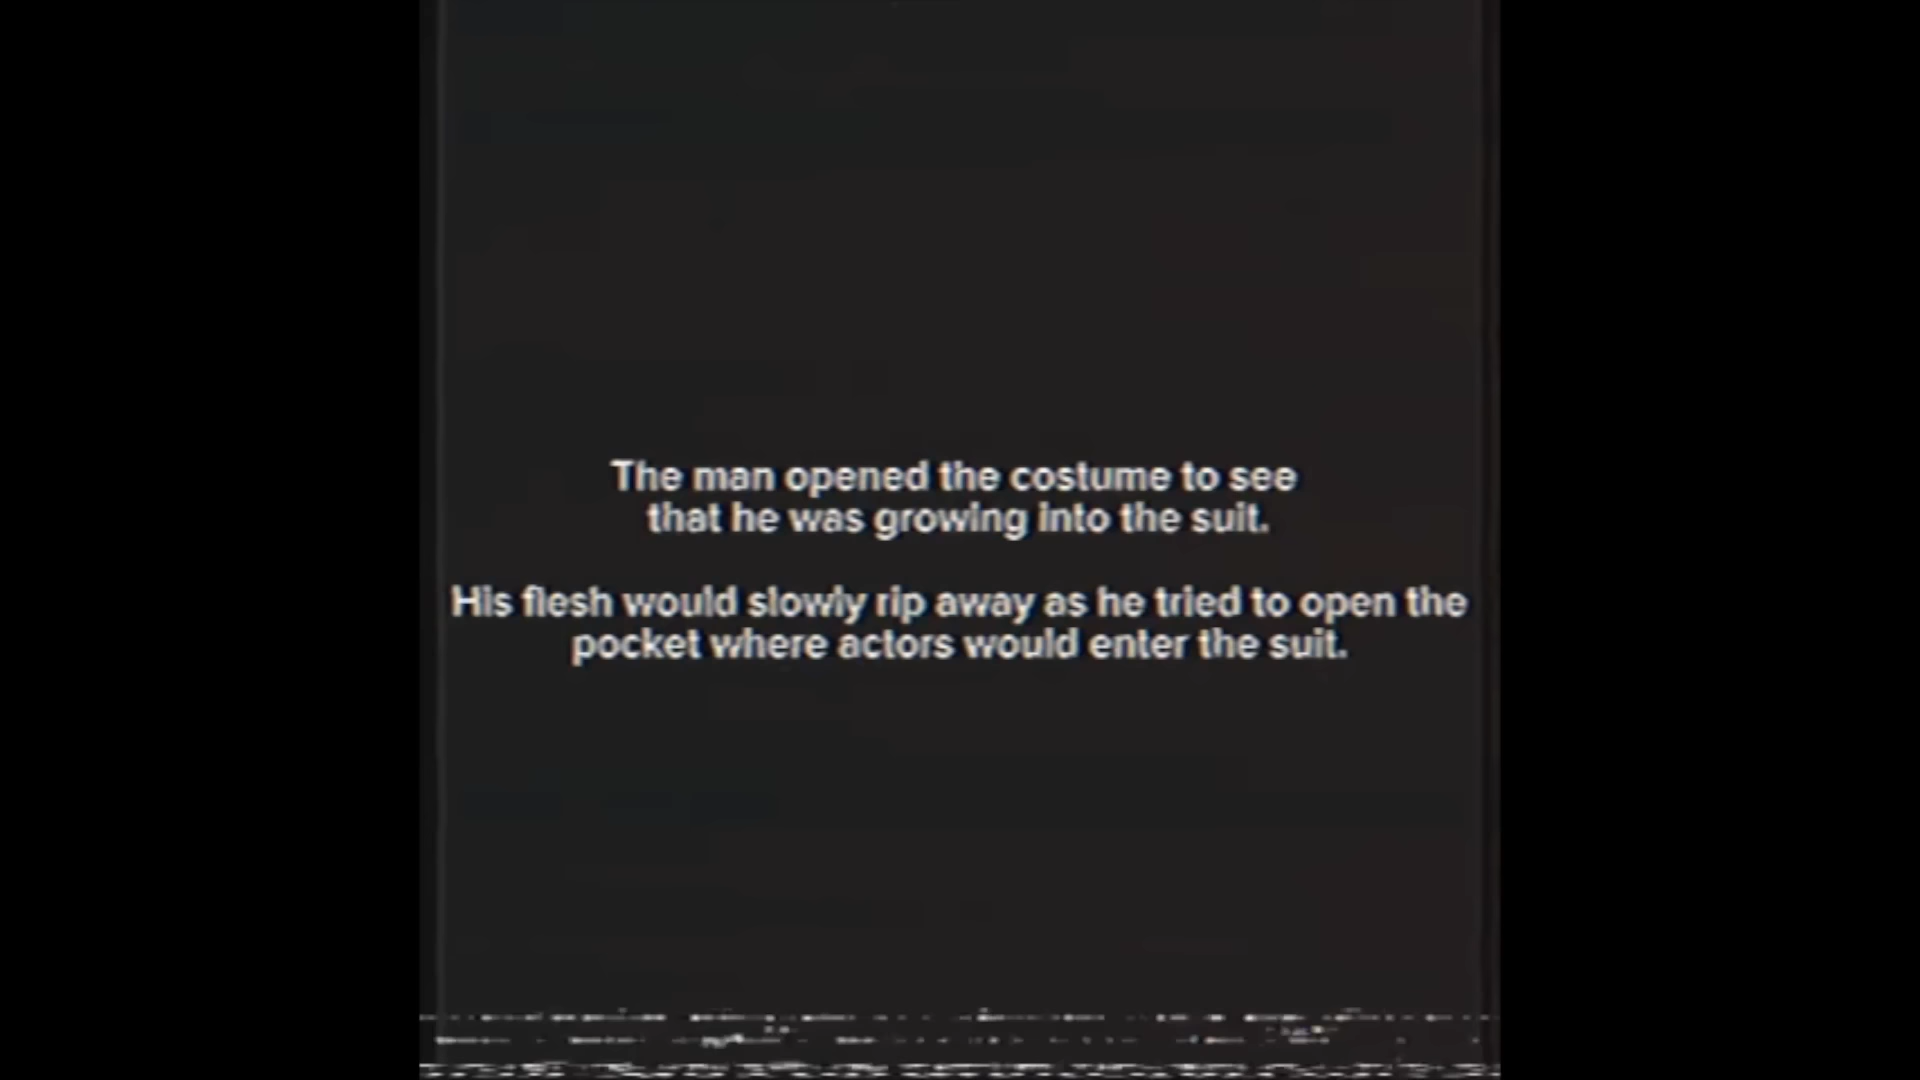 The man opened the costume to see
that he was growing into the suit.
His flesh would slowly rip away as he tried to open the
pocket where actors would enter the suit.